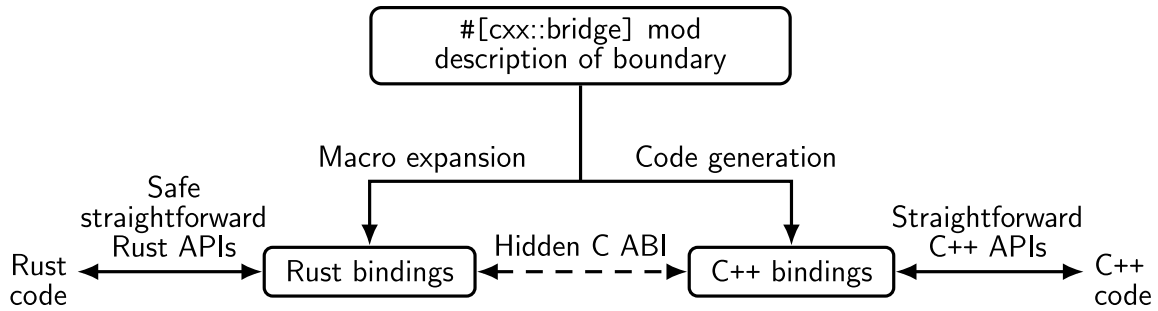 #[cxx::bridge] mod
description of boundary
Macro expansion
Code generation
Safe
straightforward
Rust APIs
Straightforward
C++ APIs
Rust
code
Rust bindings
Hidden C ABI
C++ bindings
C++
code